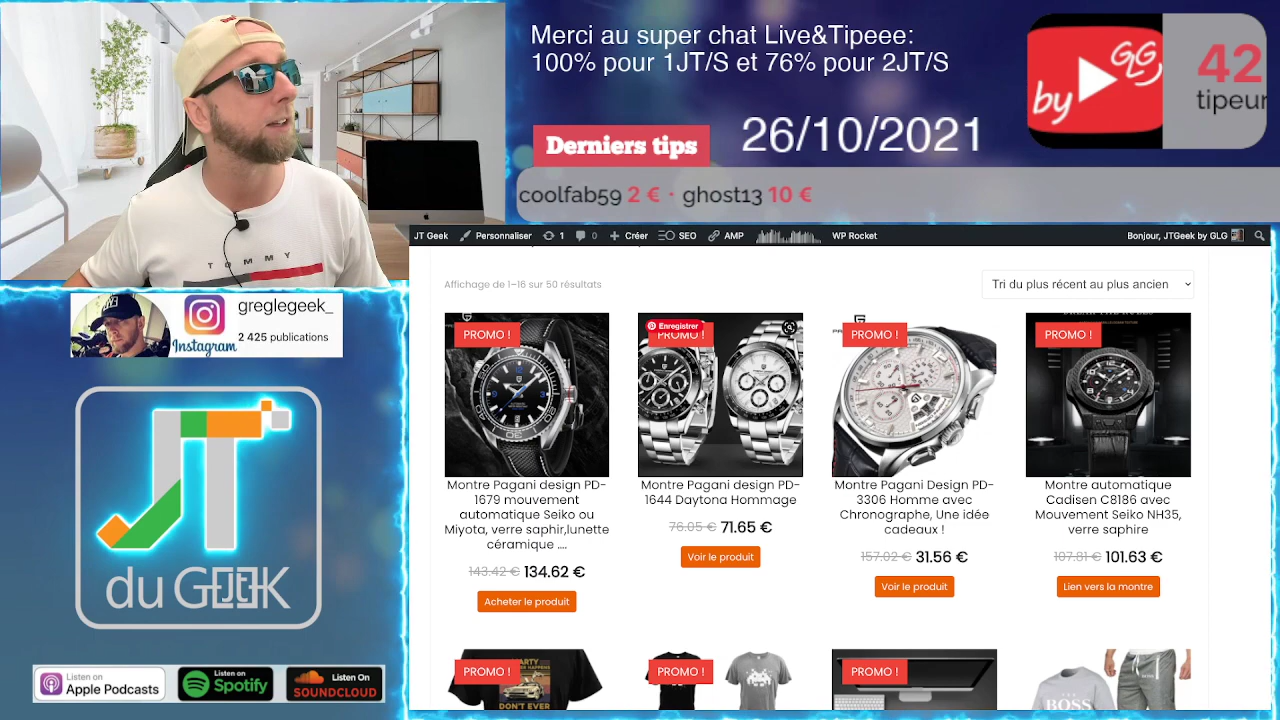 Merci au super chat Live&Tipeee:
100% pour 1JT/S et 76% pour 2JT/S
by
GLG
42
tipeur
Derniers tips
26/10/2021
coolfab59 2 € · ghost13 10 €
TOMMY
JT Geek
Personnaliser
1
0
Créer
SEO
AMP
WP Rocket
Bonjour, JTGeek by GLG
Affichage de 1–16 sur 50 résultats
Tri du plus récent au plus ancien
greglegeek_
Instagram
2 425 publications
PROMO !
Enregistrer
PROMO !
PROMO !
PROMO !
Montre Pagani design PD-
1679 mouvement
automatique Seiko ou
Miyota, verre saphir,lunette
céramique ....
143.42 € 134.62 €
Acheter le produit
Montre Pagani design PD-
1644 Daytona Hommage
76.05 € 71.65 €
Voir le produit
Montre Pagani Design PD-
3306 Homme avec
Chronographe, Une idée
cadeaux !
157.02 € 31.56 €
Voir le produit
Montre automatique
Cadisen C8186 avec
Mouvement Seiko NH35,
verre saphire
107.81 € 101.63 €
Lien vers la montre
JT
du GEEK
PROMO !
PROMO !
PROMO !
DON'T EVER
BOSS
Listen on
Apple Podcasts
Listen on
Spotify
Listen On
SOUNDCLOUD